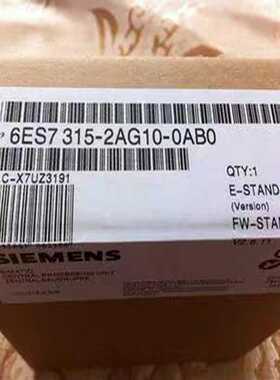 6ES7 315-2AG10-0AB0
C-X7UZ3191
QTY:1
E-STAND
(Version)
FW-STAN
SIEMENS